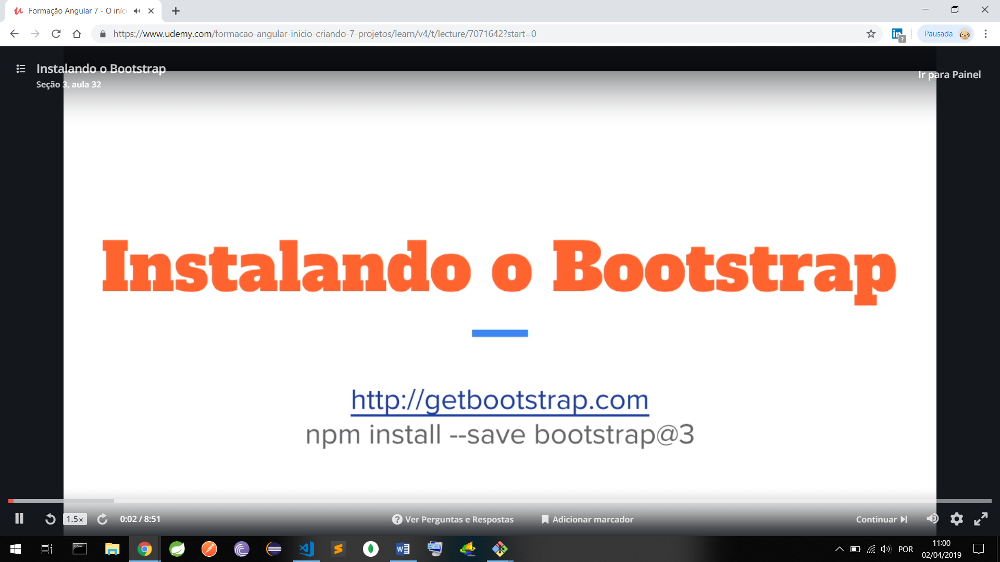 Formação Angular 7 - O iníci
https://www.udemy.com/formacao-angular-inicio-criando-7-projetos/learn/v4/t/lecture/7071642?start=0
Pausada
Instalando o Bootstrap
Seção 3, aula 32
Ir para Painel
Instalando o Bootstrap
http://getbootstrap.com
npm install --save bootstrap@3
1.5×
0:02 / 8:51
Ver Perguntas e Respostas
Adicionar marcador
Continuar
POR
11:00
02/04/2019